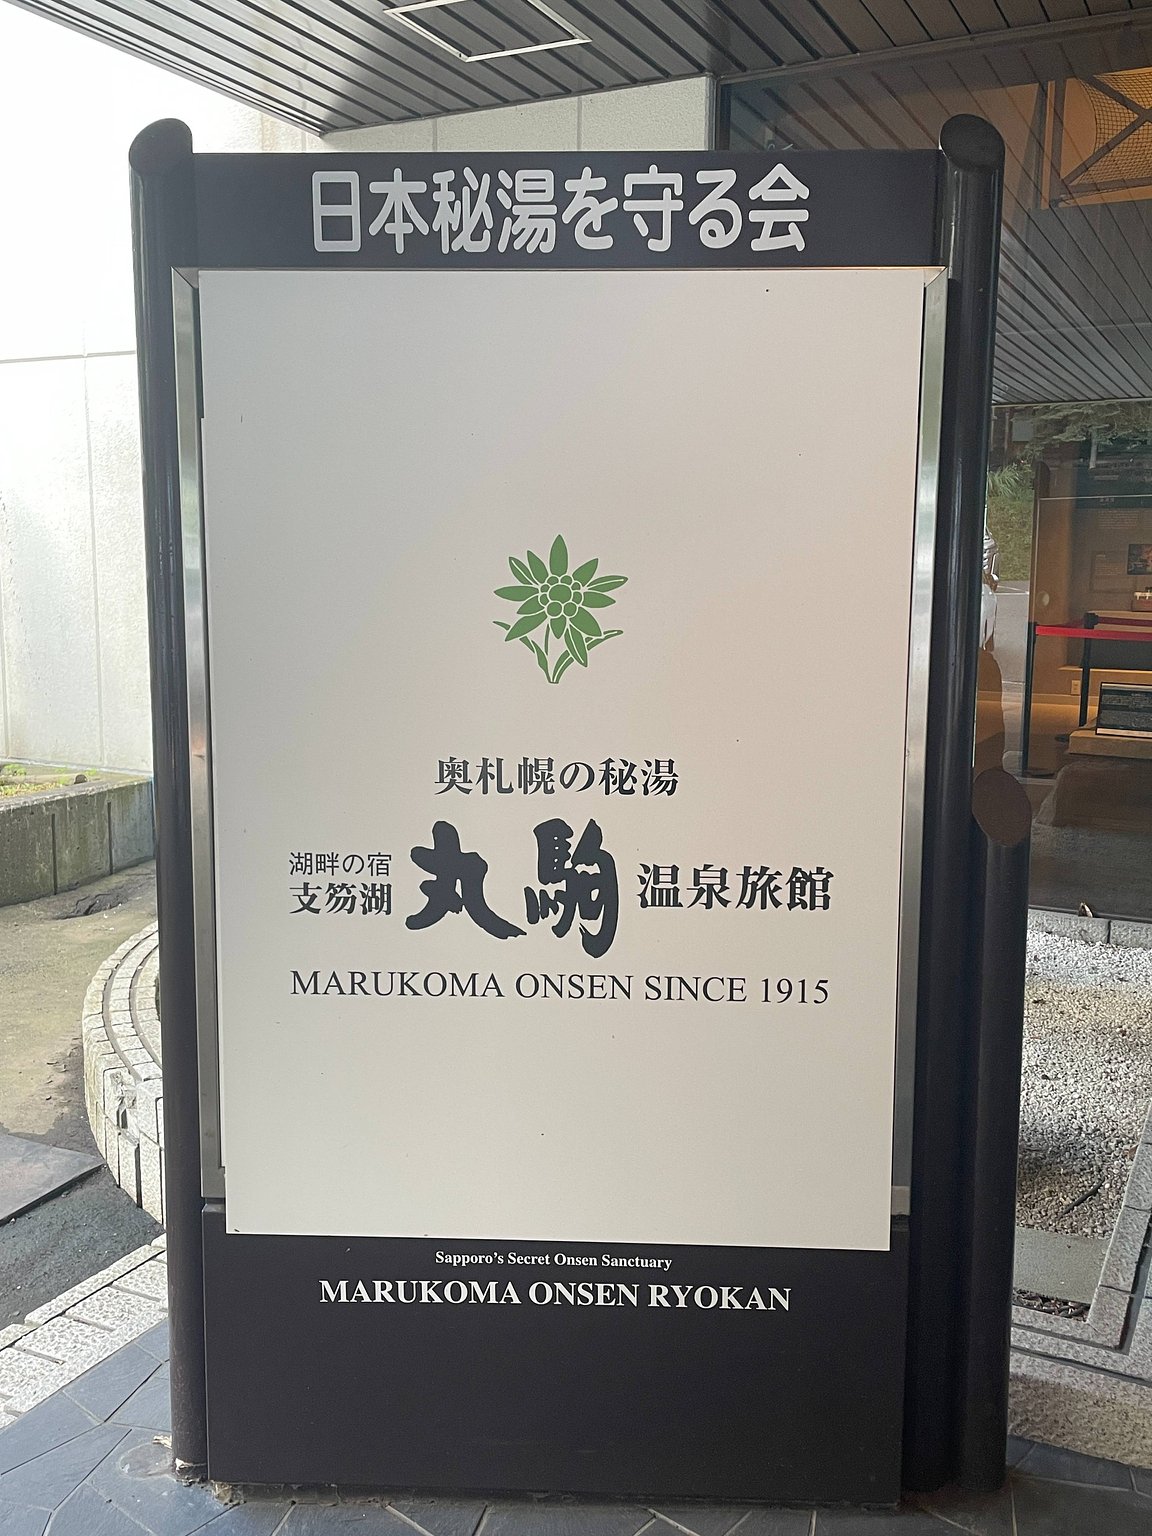 日本秘湯を守る会
奥札幌の秘湯
湖畔の宿
支笏湖
丸駒
温泉旅館
MARUKOMA ONSEN SINCE 1915
Sapporo's Secret Onsen Sanctuary
MARUKOMA ONSEN RYOKAN